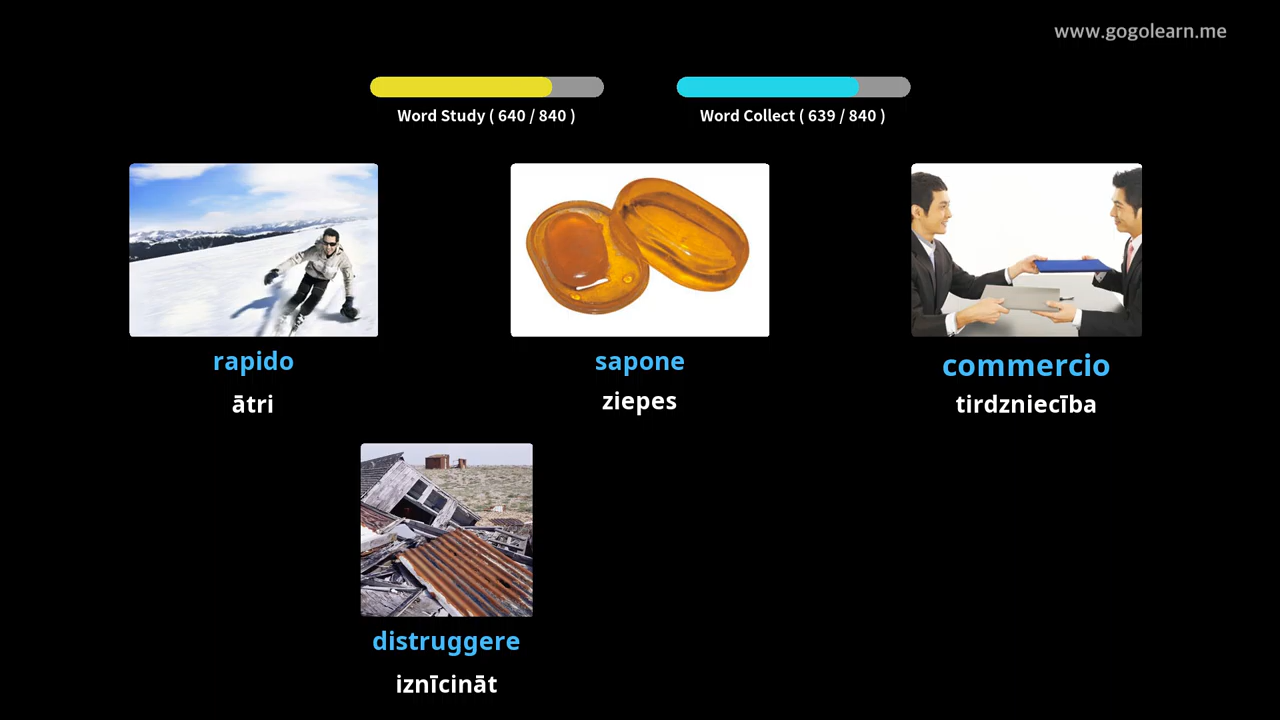 www.gogolearn.me
Word Study ( 640 / 840 )
Word Collect ( 639 / 840 )
rapido
ātri
sapone
ziepes
commercio
tirdzniecība
distruggere
iznīcināt